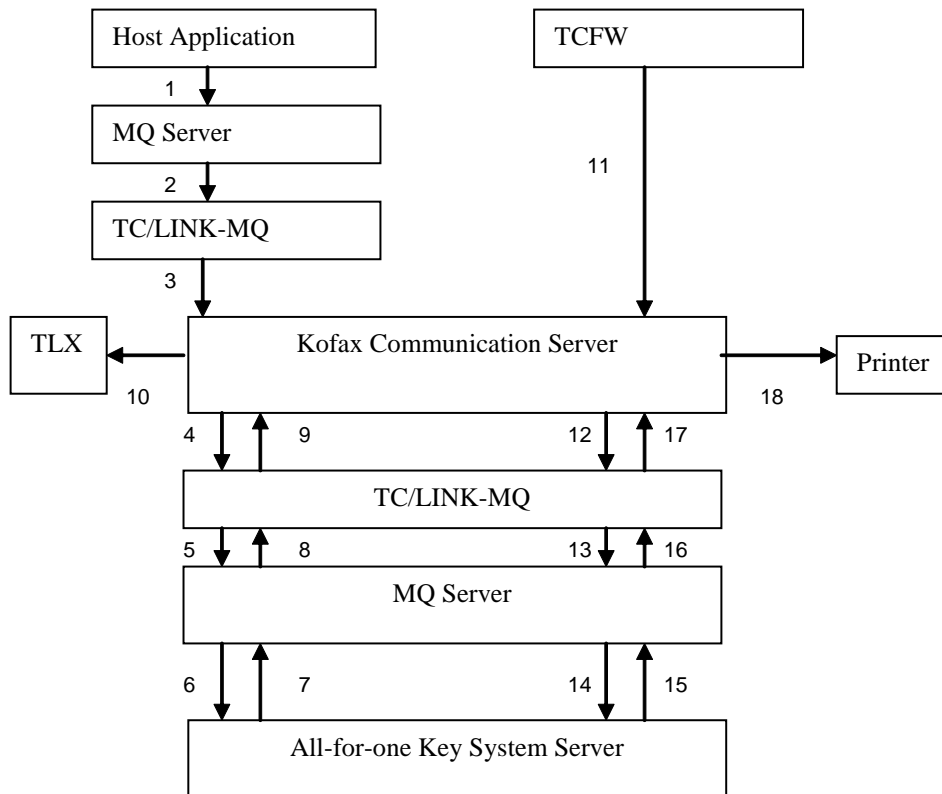 Host Application
TCFW
1
MQ Server
2
11
TC/LINK-MQ
3
TLX
Kofax Communication Server
Printer
10
18
4
9
12
17
TC/LINK-MQ
5
8
13
16
MQ Server
6
7
14
15
All-for-one Key System Server